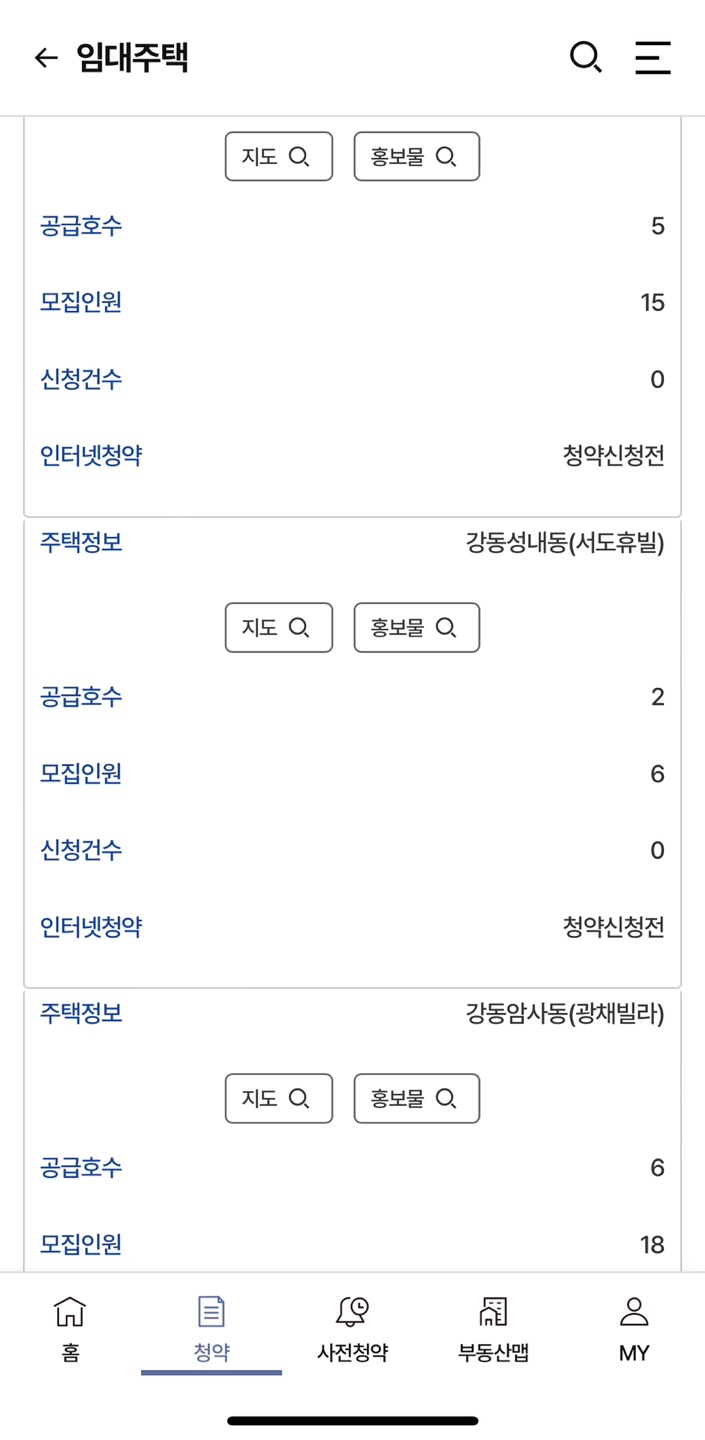 임대주택
지도 홍보물
공급호수 5
모집인원 15
신청건수 0
인터넷청약 청약신청전
주택정보 강동성내동(서도휴빌)
지도 홍보물
공급호수 2
모집인원 6
신청건수 0
인터넷청약 청약신청전
주택정보 강동암사동(광채빌라)
지도 홍보물
공급호수 6
모집인원 18
홈 청약 사전청약 부동산맵 MY